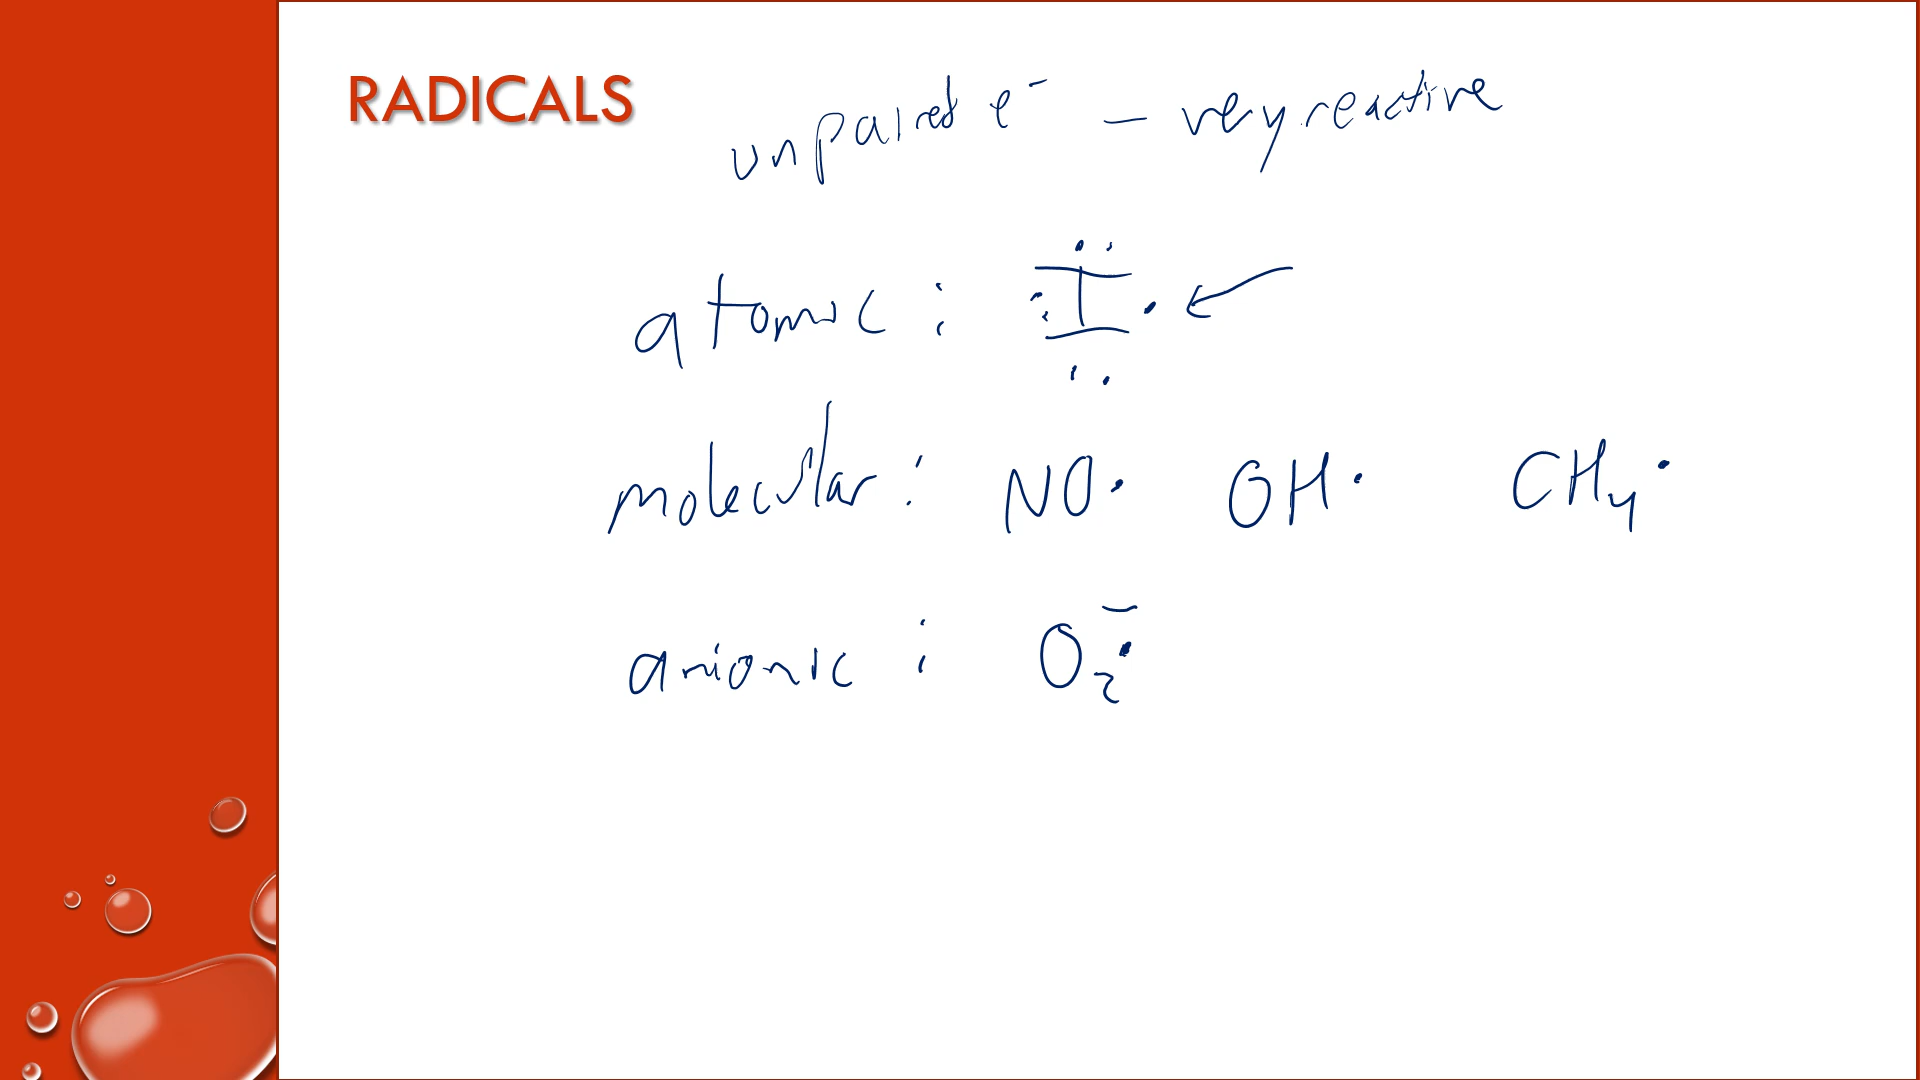 RADICALS
unpaired e⁻ – very reactive
atomic : :I·
molecular : NO· OH· CH₄·
anionic : O₂·⁻